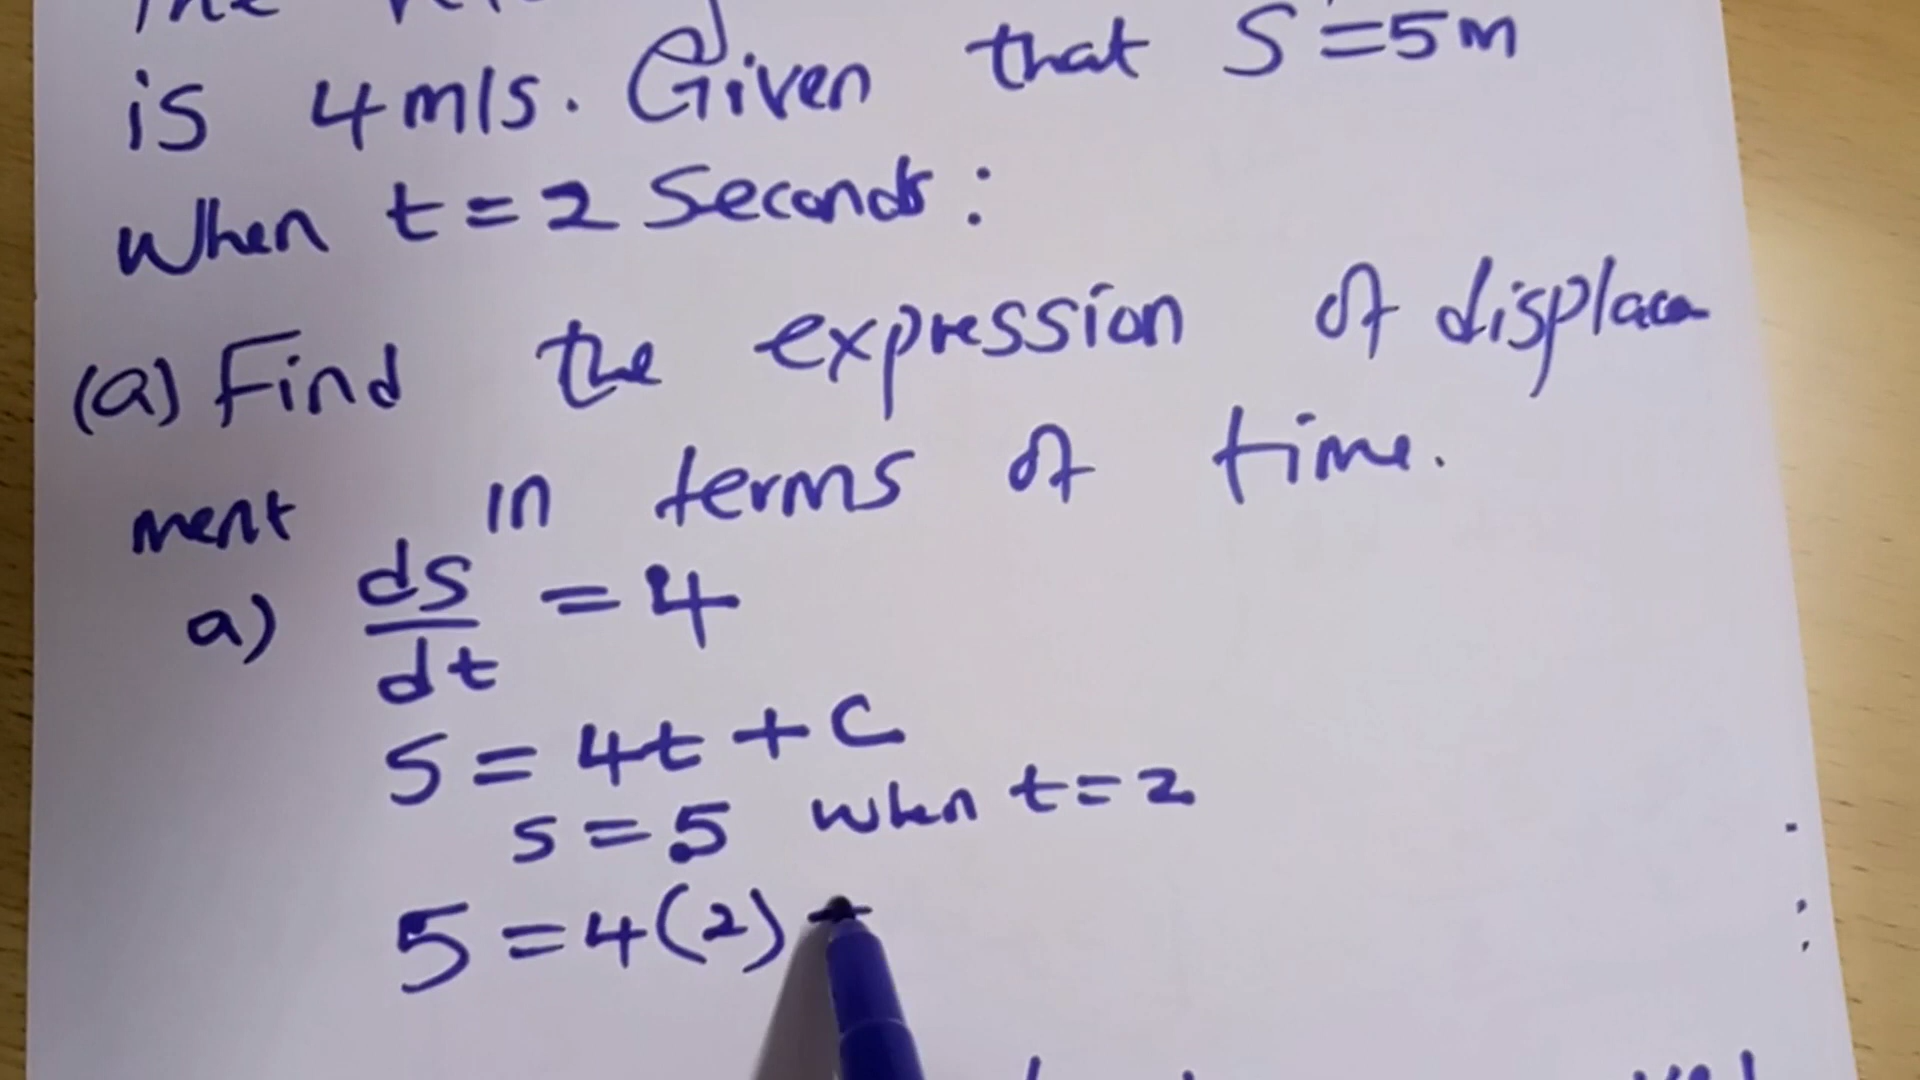 The
is 4m/s. Given that S=5m
when t=2 Seconds:
(a) Find the expression of displace
ment in terms of time.
a) ds/dt = 4
S = 4t + C
s = 5 when t=2
5 = 4(2)